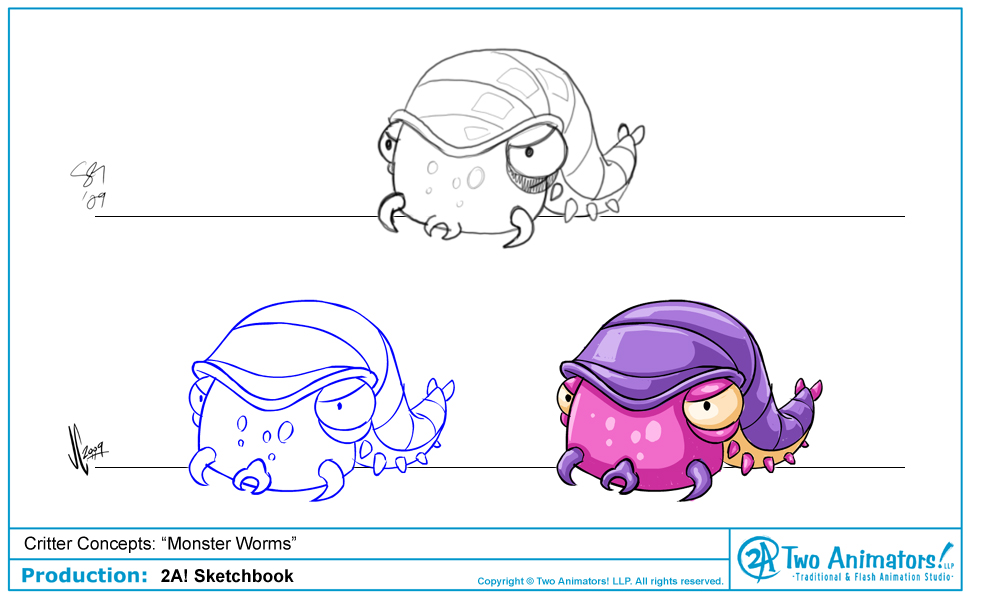 '09
2009
Critter Concepts: “Monster Worms”
Production: 2A! Sketchbook
Copyright © Two Animators! LLP. All rights reserved.
2A Two Animators! LLP
·Traditional & Flash Animation Studio·